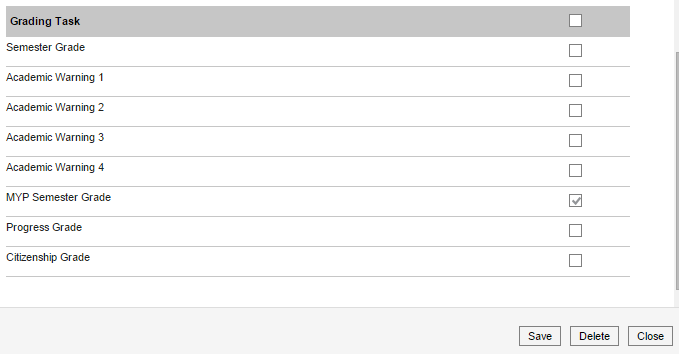 Grading Task
Semester Grade
Academic Warning 1
Academic Warning 2
Academic Warning 3
Academic Warning 4
MYP Semester Grade
Progress Grade
Citizenship Grade
Save Delete Close